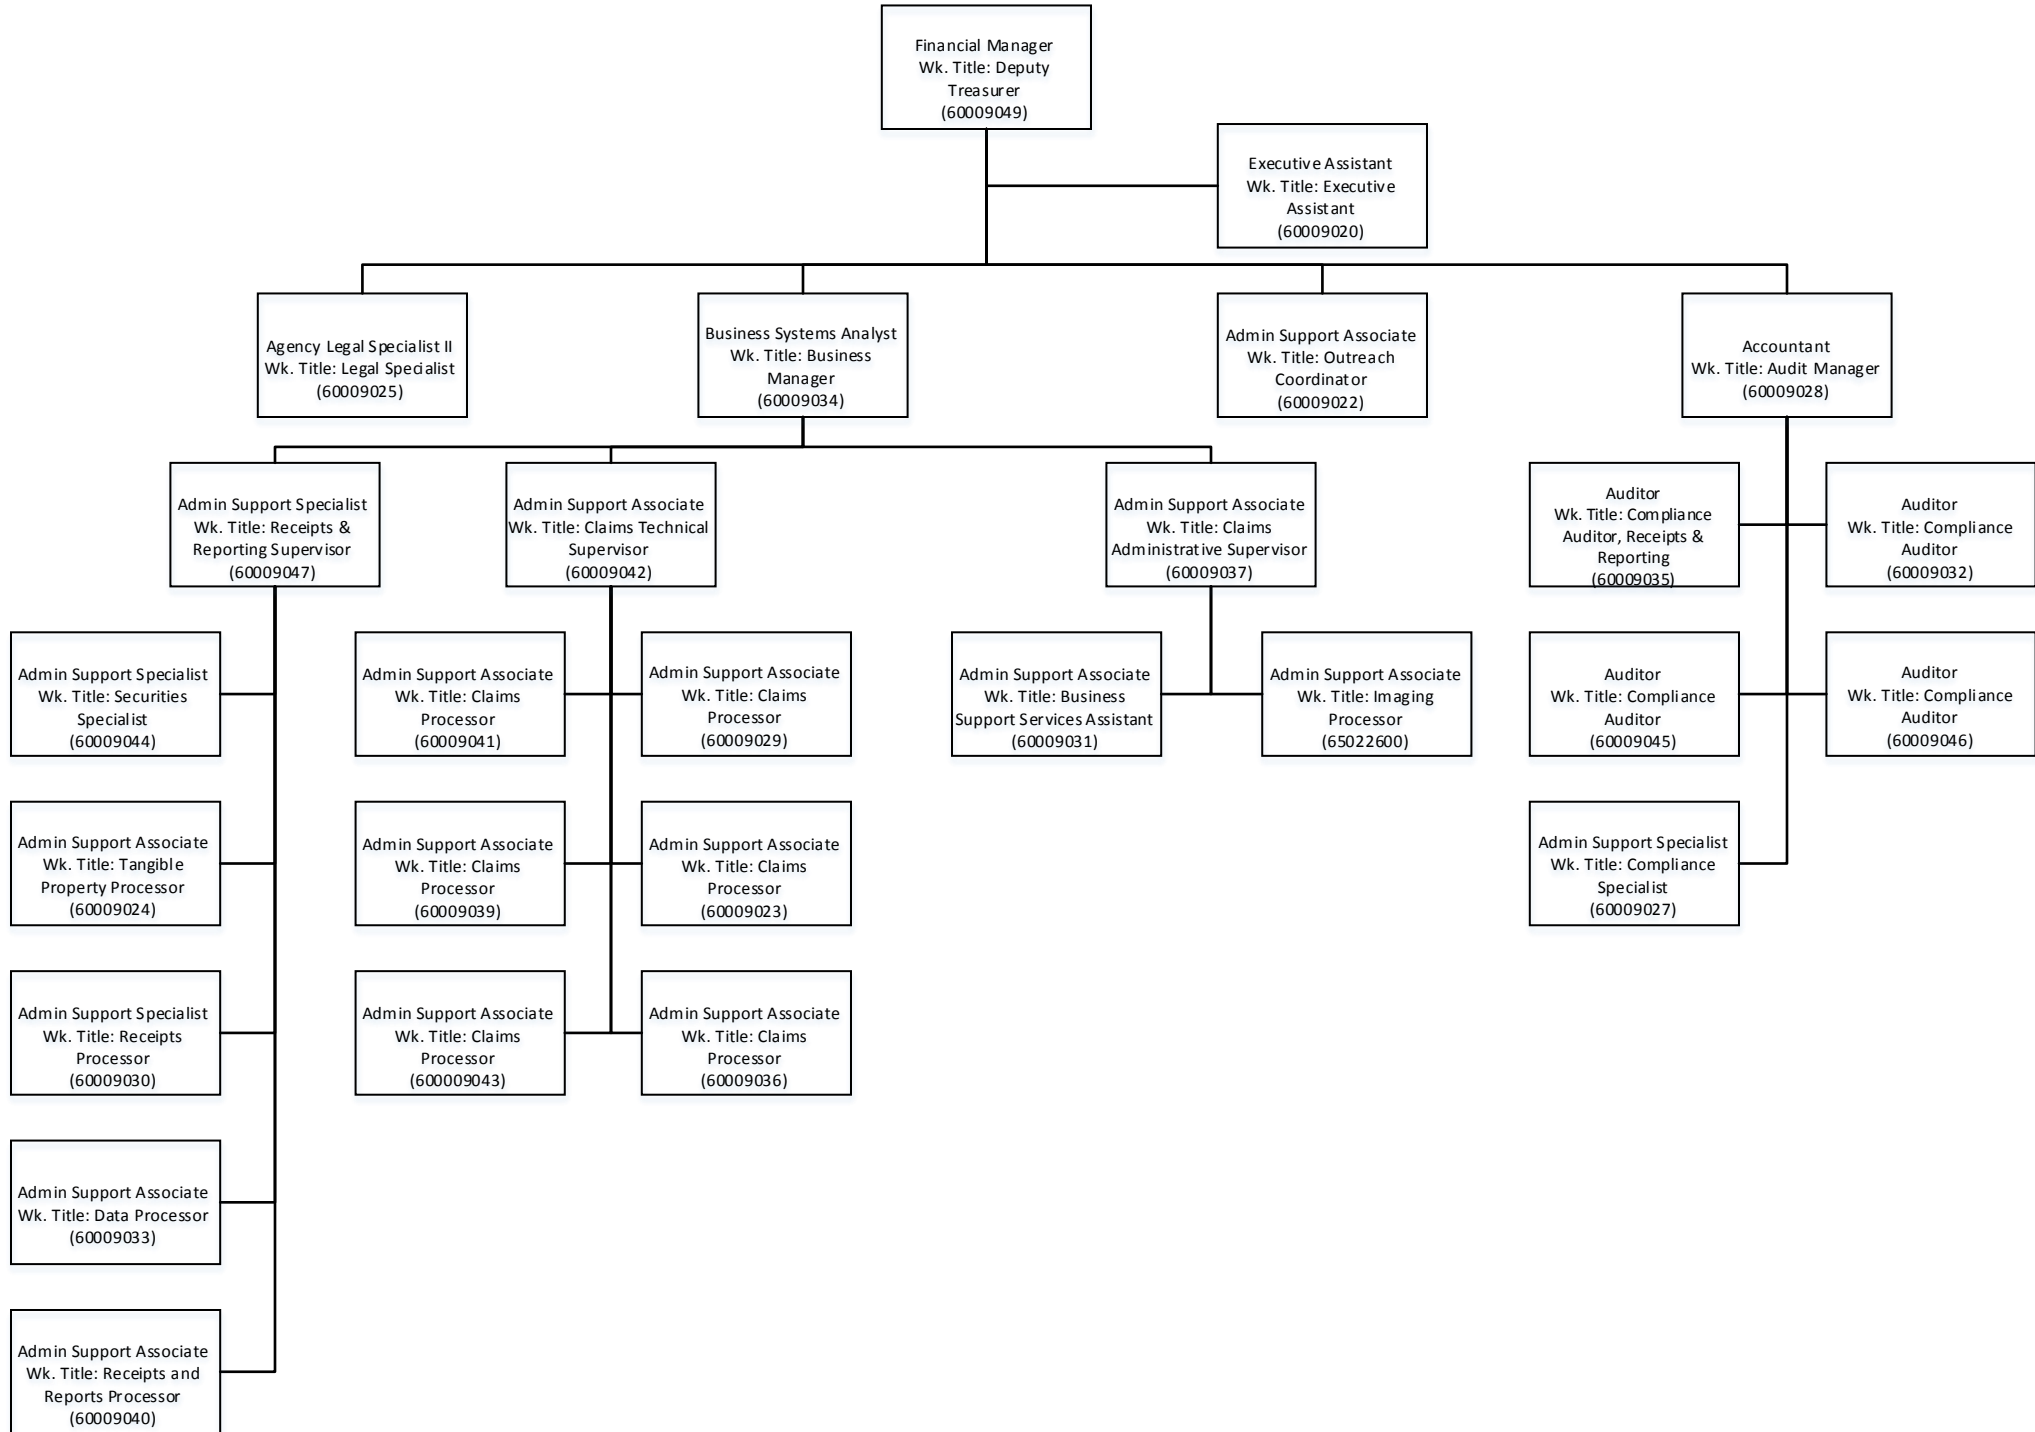 Financial Manager
Wk. Title: Deputy
Treasurer
(60009049)
Executive Assistant
Wk. Title: Executive
Assistant
(60009020)
Agency Legal Specialist II
Wk. Title: Legal Specialist
(60009025)
Business Systems Analyst
Wk. Title: Business
Manager
(60009034)
Admin Support Associate
Wk. Title: Outreach
Coordinator
(60009022)
Accountant
Wk. Title: Audit Manager
(60009028)
Admin Support Specialist
Wk. Title: Receipts &
Reporting Supervisor
(60009047)
Admin Support Associate
Wk. Title: Claims Technical
Supervisor
(60009042)
Admin Support Associate
Wk. Title: Claims
Administrative Supervisor
(60009037)
Auditor
Wk. Title: Compliance
Auditor, Receipts &
Reporting
(60009035)
Auditor
Wk. Title: Compliance
Auditor
(60009032)
Admin Support Specialist
Wk. Title: Securities
Specialist
(60009044)
Admin Support Associate
Wk. Title: Claims
Processor
(60009041)
Admin Support Associate
Wk. Title: Claims
Processor
(60009029)
Admin Support Associate
Wk. Title: Business
Support Services Assistant
(60009031)
Admin Support Associate
Wk. Title: Imaging
Processor
(65022600)
Auditor
Wk. Title: Compliance
Auditor
(60009045)
Auditor
Wk. Title: Compliance
Auditor
(60009046)
Admin Support Associate
Wk. Title: Tangible
Property Processor
(60009024)
Admin Support Associate
Wk. Title: Claims
Processor
(60009039)
Admin Support Associate
Wk. Title: Claims
Processor
(60009023)
Admin Support Specialist
Wk. Title: Compliance
Specialist
(60009027)
Admin Support Specialist
Wk. Title: Receipts
Processor
(60009030)
Admin Support Associate
Wk. Title: Claims
Processor
(600009043)
Admin Support Associate
Wk. Title: Claims
Processor
(60009036)
Admin Support Associate
Wk. Title: Data Processor
(60009033)
Admin Support Associate
Wk. Title: Receipts and
Reports Processor
(60009040)